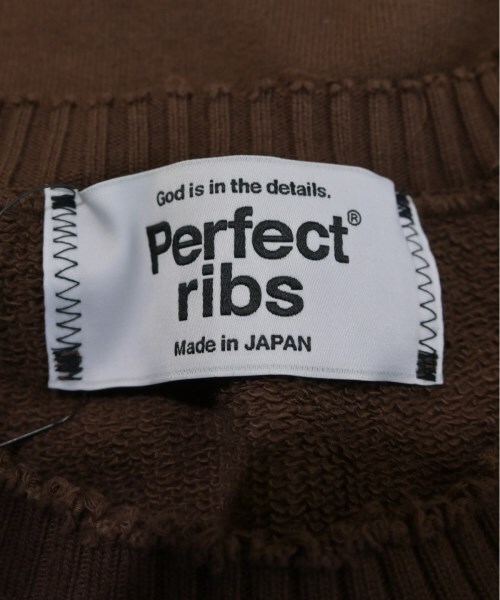 God is in the details.
Perfect®
ribs
Made in JAPAN